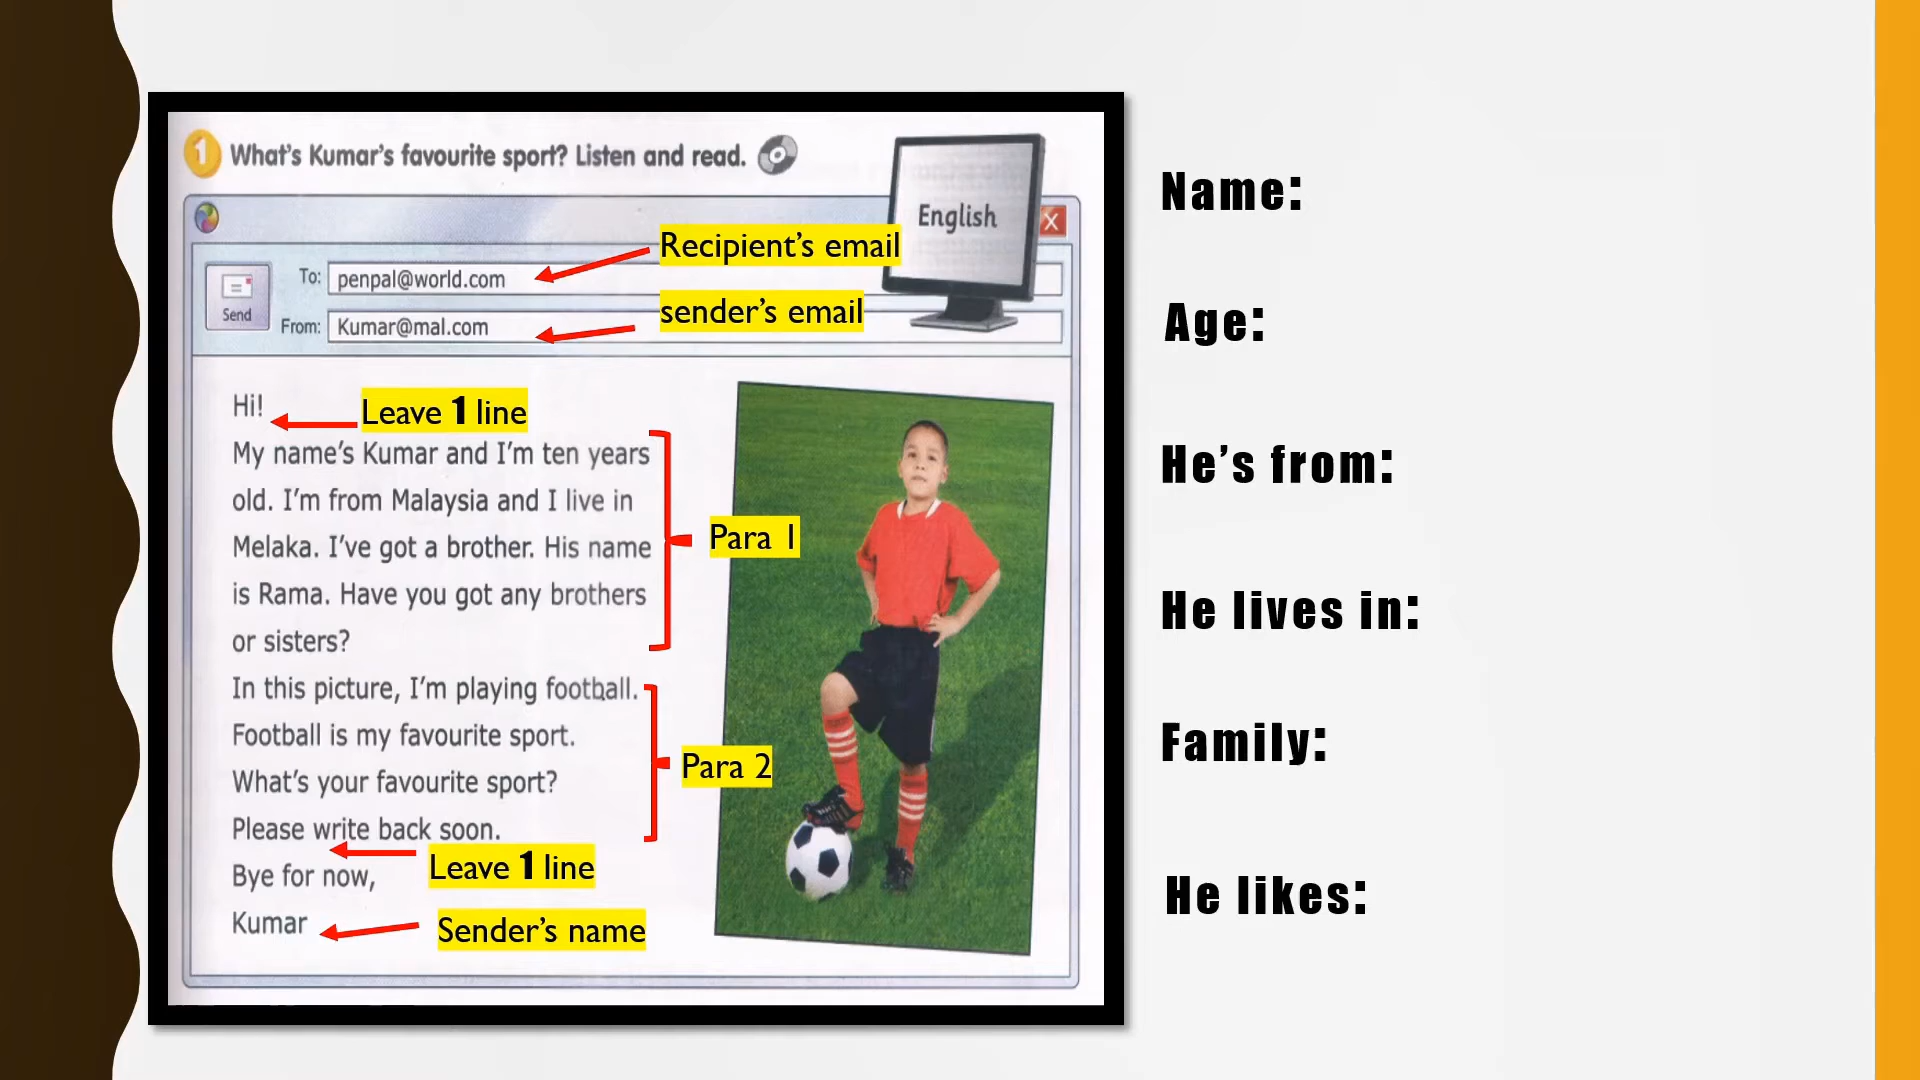 1 What's Kumar's favourite sport? Listen and read.
English
X
Recipient's email
To: penpal@world.com
sender's email
Send
From: Kumar@mal.com
Hi!
Leave 1 line
My name's Kumar and I'm ten years
old. I'm from Malaysia and I live in
Melaka. I've got a brother. His name
is Rama. Have you got any brothers
or sisters?
Para 1
In this picture, I'm playing football.
Football is my favourite sport.
What's your favourite sport?
Please write back soon.
Para 2
Leave 1 line
Bye for now,
Kumar
Sender's name
Name:
Age:
He's from:
He lives in:
Family:
He likes: